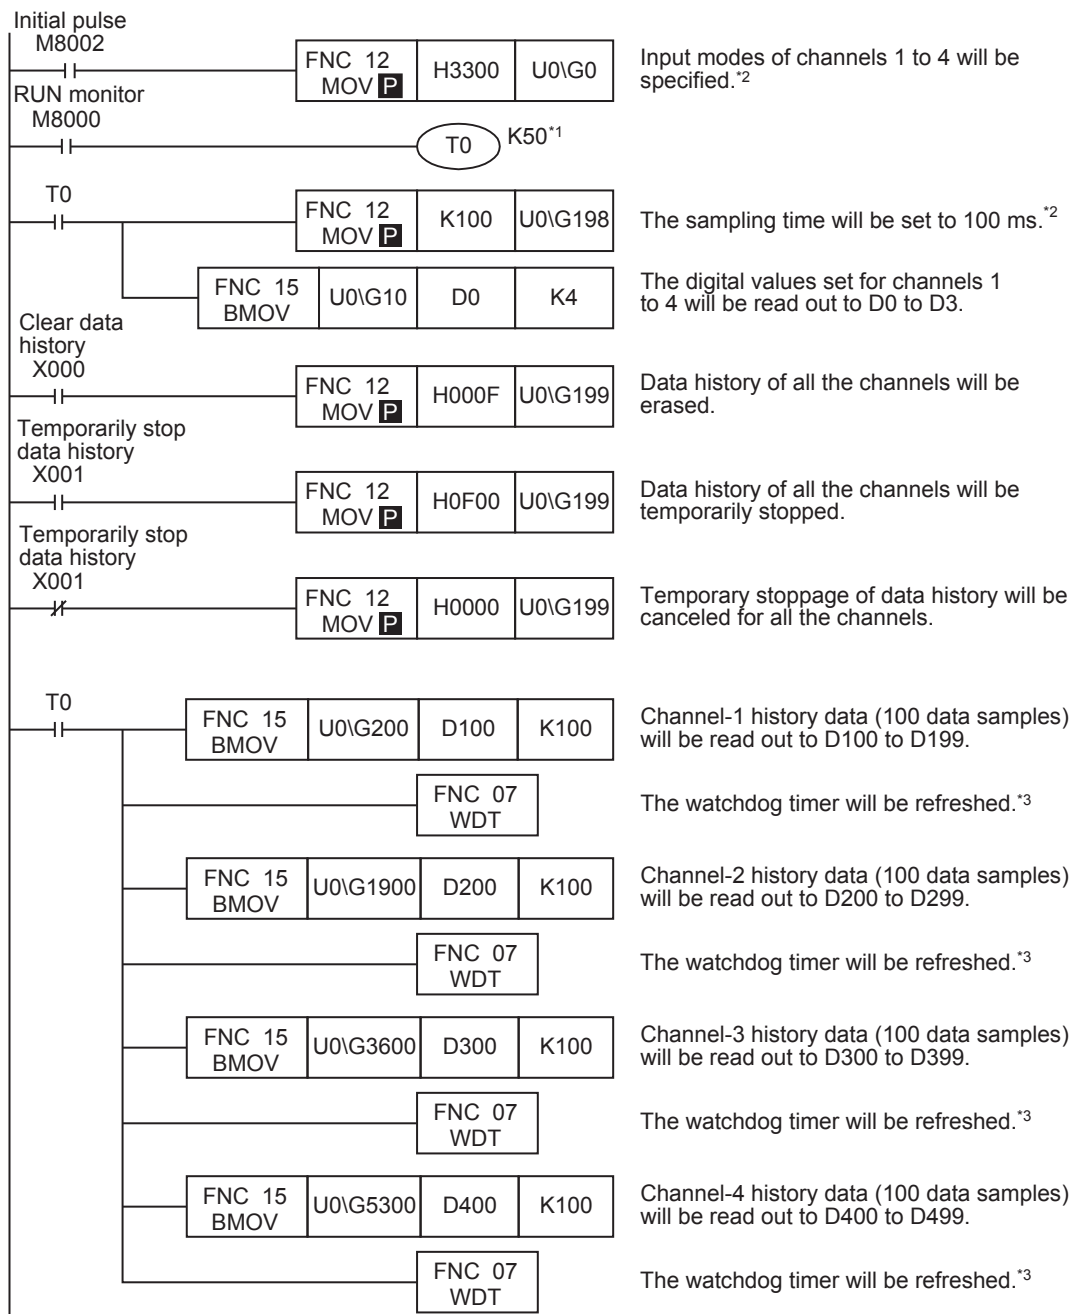 Initial pulse
M8002
FNC 12
MOV P
H3300
U0\G0
Input modes of channels 1 to 4 will be
specified.*2
RUN monitor
M8000
T0
K50*1
T0
FNC 12
MOV P
K100
U0\G198
The sampling time will be set to 100 ms.*2
FNC 15
BMOV
U0\G10
D0
K4
The digital values set for channels 1
to 4 will be read out to D0 to D3.
Clear data
history
X000
FNC 12
MOV P
H000F
U0\G199
Data history of all the channels will be
erased.
Temporarily stop
data history
X001
FNC 12
MOV P
H0F00
U0\G199
Data history of all the channels will be
temporarily stopped.
Temporarily stop
data history
X001
FNC 12
MOV P
H0000
U0\G199
Temporary stoppage of data history will be
canceled for all the channels.
T0
FNC 15
BMOV
U0\G200
D100
K100
Channel-1 history data (100 data samples)
will be read out to D100 to D199.
FNC 07
WDT
The watchdog timer will be refreshed.*3
FNC 15
BMOV
U0\G1900
D200
K100
Channel-2 history data (100 data samples)
will be read out to D200 to D299.
FNC 07
WDT
The watchdog timer will be refreshed.*3
FNC 15
BMOV
U0\G3600
D300
K100
Channel-3 history data (100 data samples)
will be read out to D300 to D399.
FNC 07
WDT
The watchdog timer will be refreshed.*3
FNC 15
BMOV
U0\G5300
D400
K100
Channel-4 history data (100 data samples)
will be read out to D400 to D499.
FNC 07
WDT
The watchdog timer will be refreshed.*3